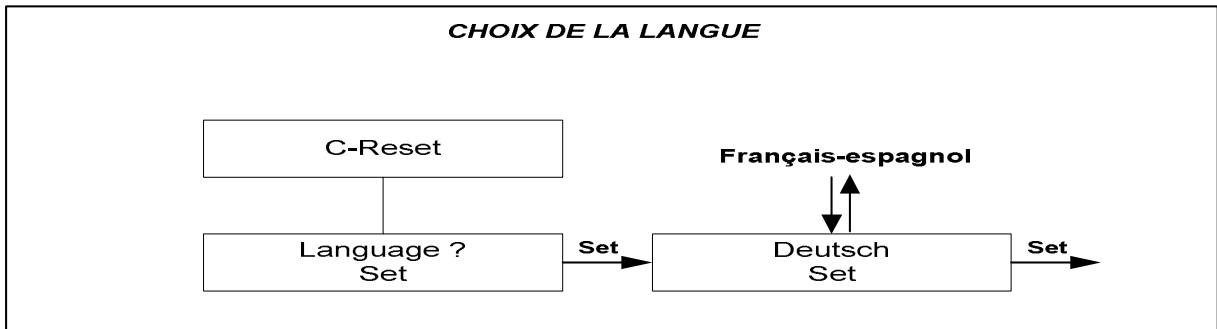 CHOIX DE LA LANGUE
C-Reset
Français-espagnol
Language ?
Set
Set
Deutsch
Set
Set